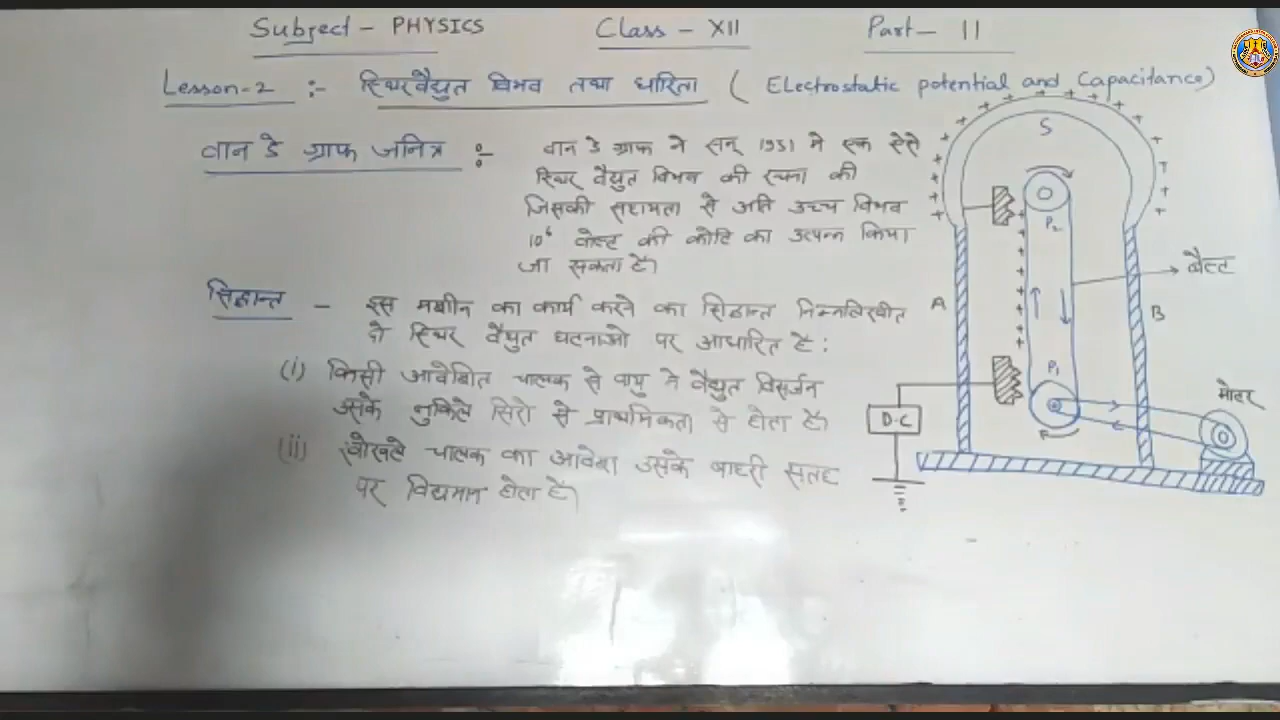 Subject - PHYSICS Class - XII Part - II
Lesson-2 :- स्थिरवैद्युत विभव तथा धारिता ( Electrostatic potential and Capacitance)
वान डे ग्राफ जनित्र :- वान डे ग्राफ ने सन् 1931 मे एक ऐसे
स्थिर वैद्युत विभव की रचना की
जिसकी सहायता से अति उच्च विभव
10⁶ वोल्ट की कोटि का उत्पन्न किया
जा सकता है।
सिद्धान्त - इस मशीन का कार्य करने का सिद्धान्त निम्नलिखीत
दो स्थिर वैद्युत घटनाओ पर आधारित है :
(i) किसी आवेशित चालक से वायु मे वैद्युत विसर्जन
उसके नुकिले सिरो से प्राथमिकता से होता है।
(ii) खोखले चालक का आवेश उसके बाहरी सतह
पर विद्यमान होता है।
S
T
P₂
बैल्ट
A
B
P₁
मोटर
D.C